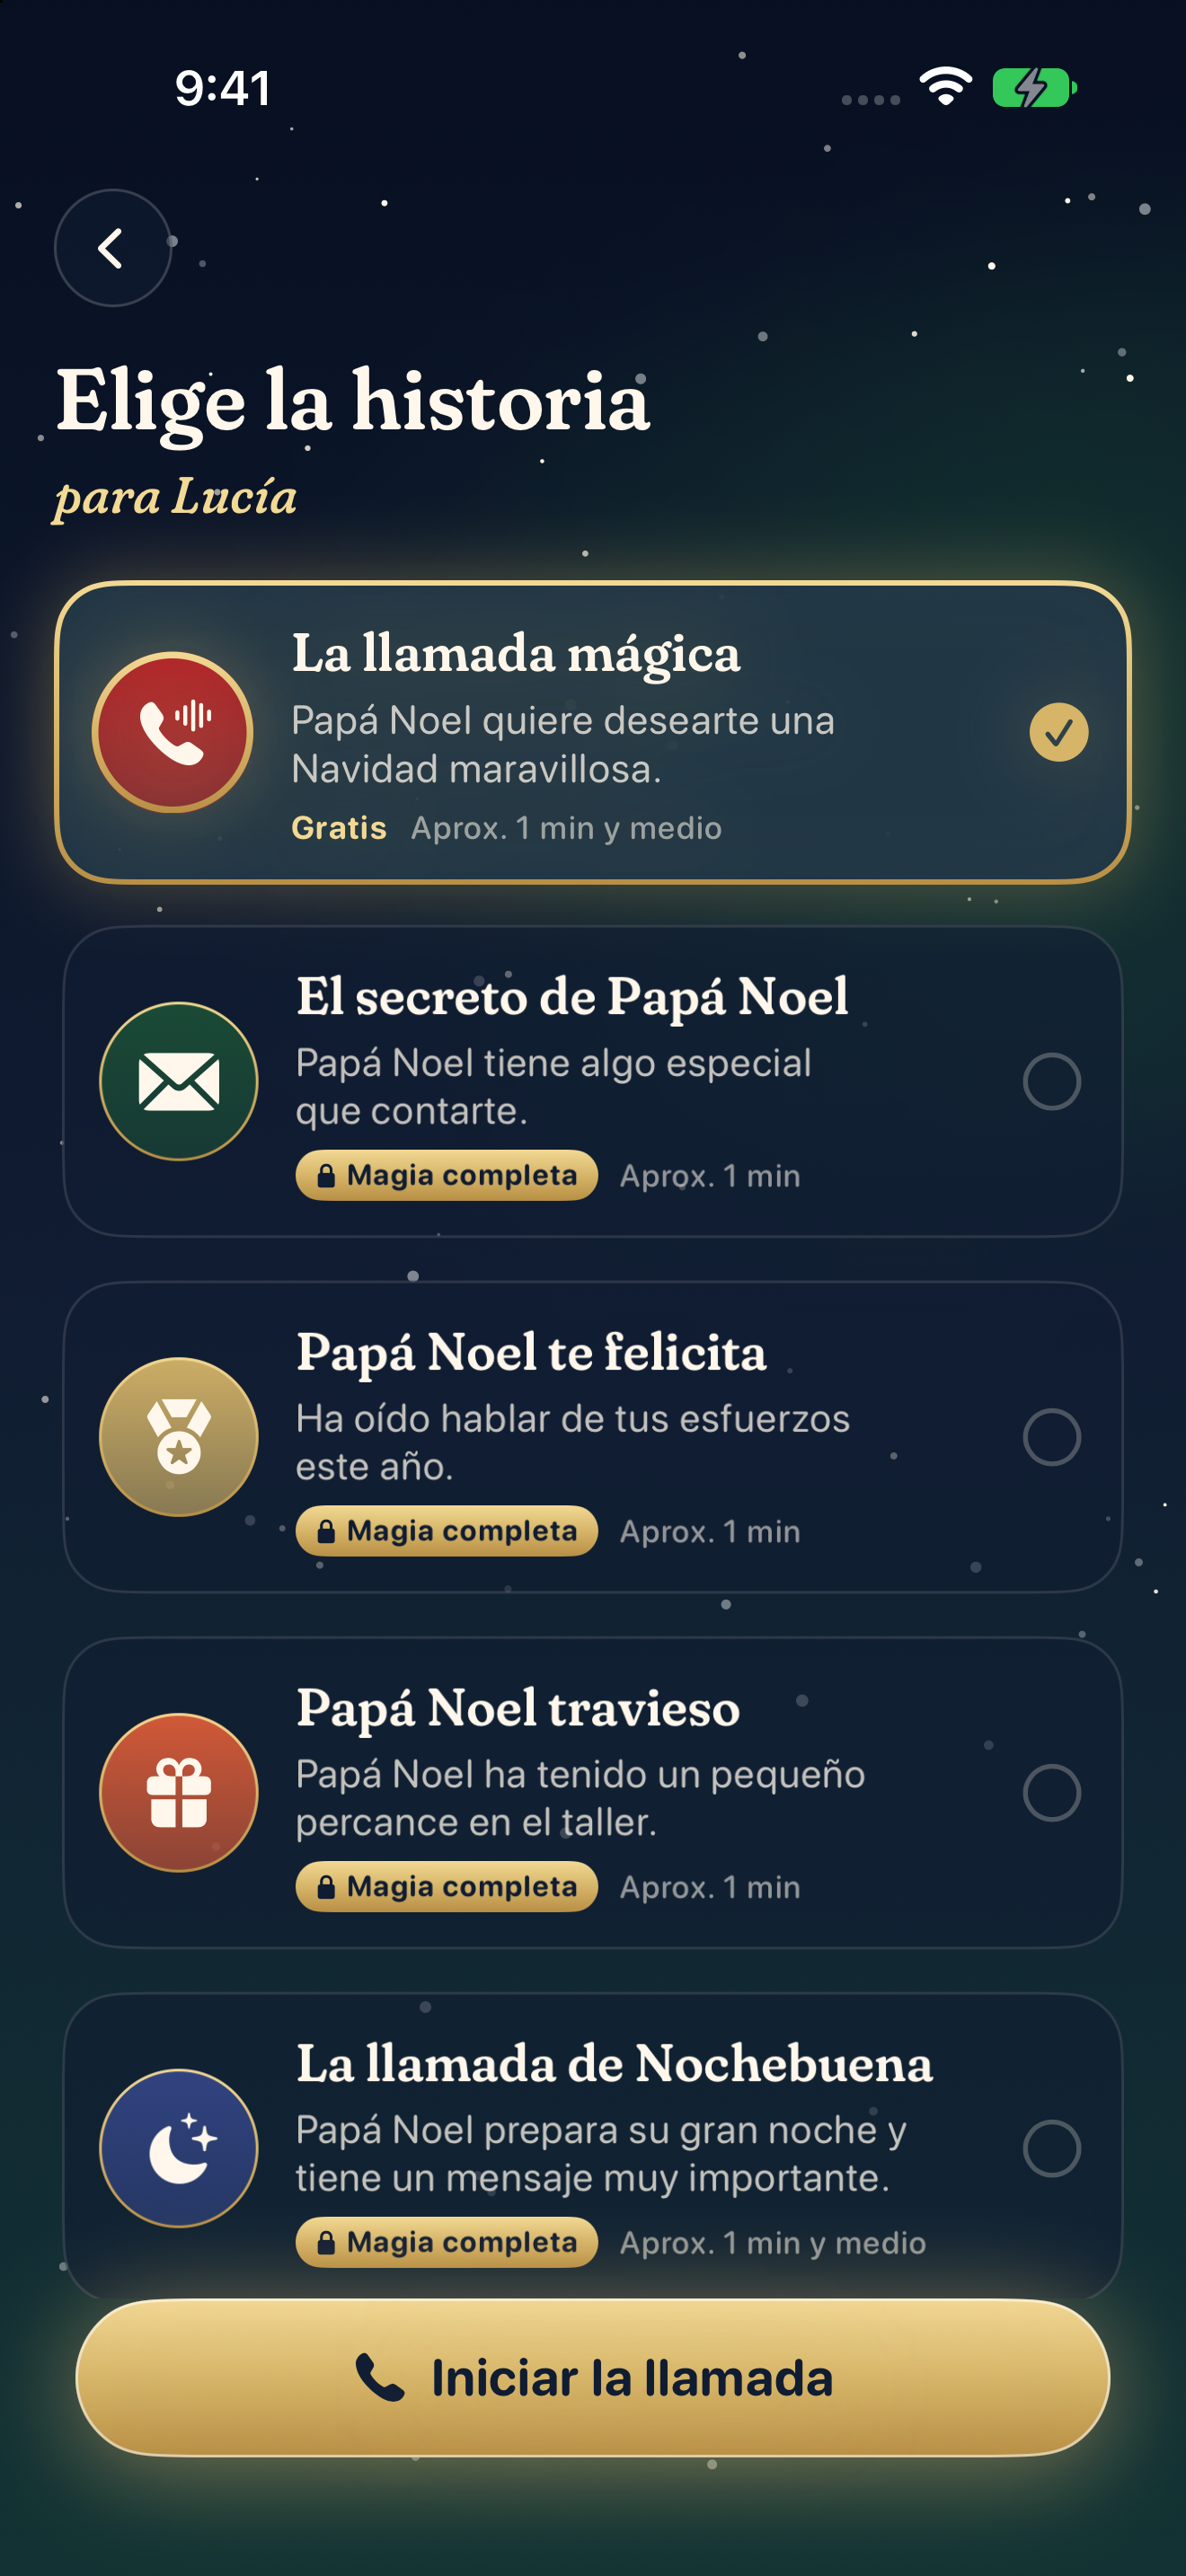 9:41
Elige la historia
para Lucía
La llamada mágica
Papá Noel quiere desearte una
Navidad maravillosa.
Gratis Aprox. 1 min y medio
El secreto de Papá Noel
Papá Noel tiene algo especial
que contarte.
Magia completa Aprox. 1 min
Papá Noel te felicita
Ha oído hablar de tus esfuerzos
este año.
Magia completa Aprox. 1 min
Papá Noel travieso
Papá Noel ha tenido un pequeño
percance en el taller.
Magia completa Aprox. 1 min
La llamada de Nochebuena
Papá Noel prepara su gran noche y
tiene un mensaje muy importante.
Magia completa Aprox. 1 min y medio
Iniciar la llamada